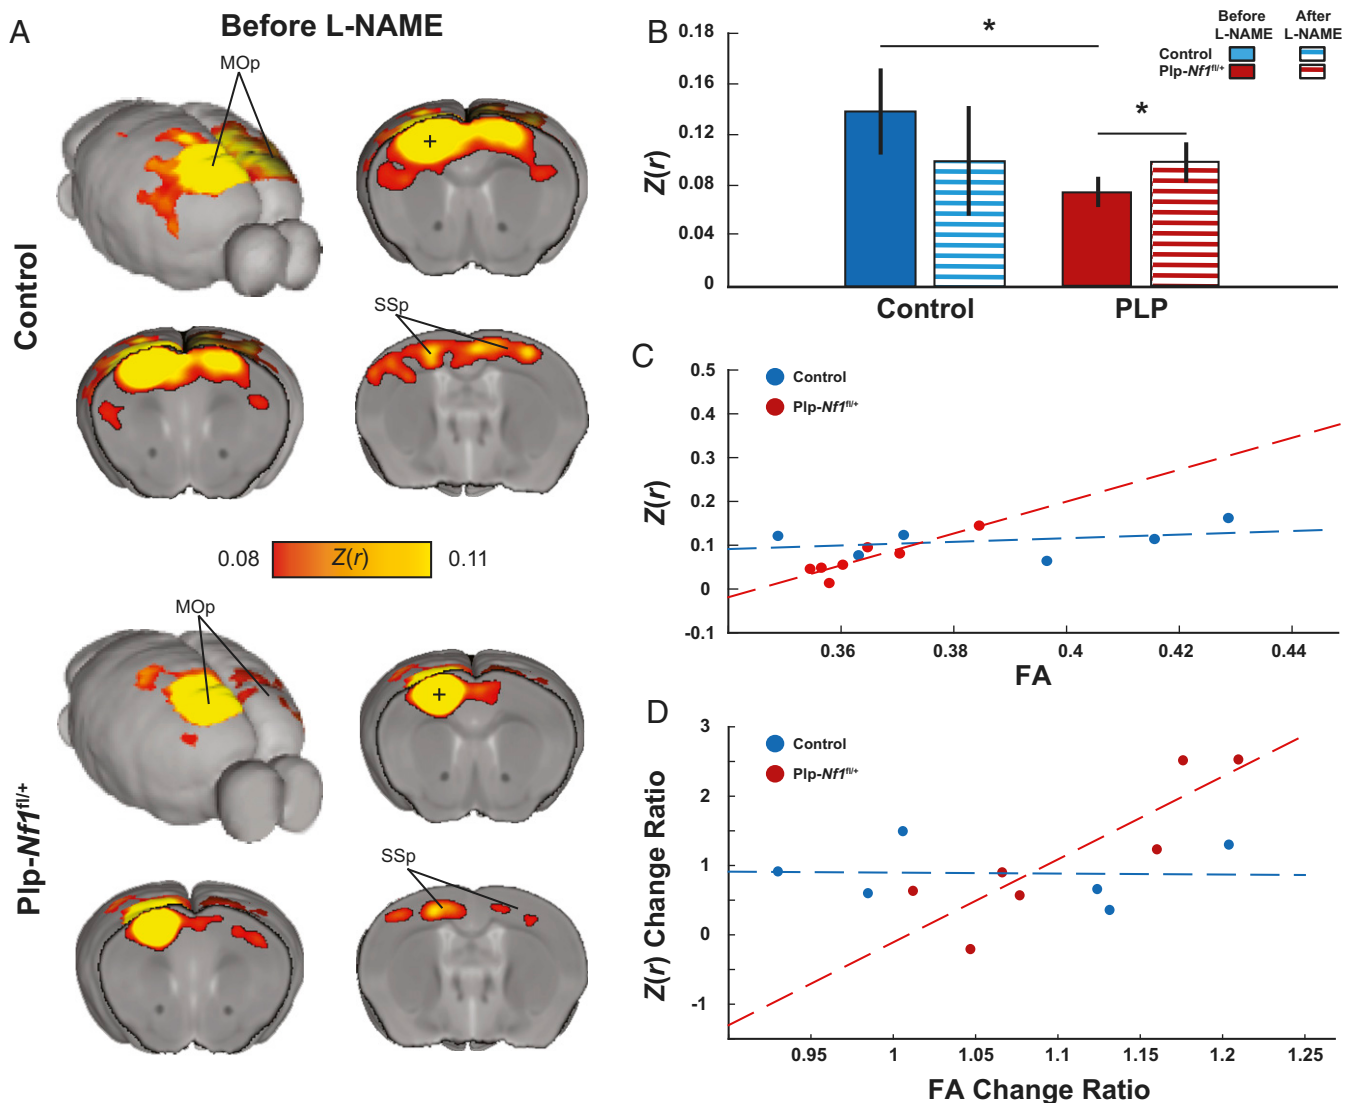 A
Before L-NAME
MOp
Control
SSp
0.08
Z(r)
0.11
MOp
Plp-Nf1fl/+
SSp
B
Before
L-NAME
After
L-NAME
Control
Plp-Nf1fl/+
*
*
Z(r)
0.18
0.16
0.12
0.08
0.04
0
Control
PLP
C
Control
Plp-Nf1fl/+
Z(r)
0.5
0.4
0.3
0.2
0.1
0
-0.1
0.36
0.38
0.4
0.42
0.44
FA
D
Control
Plp-Nf1fl/+
Z(r) Change Ratio
3
2
1
0
-1
0.95
1
1.05
1.1
1.15
1.2
1.25
FA Change Ratio